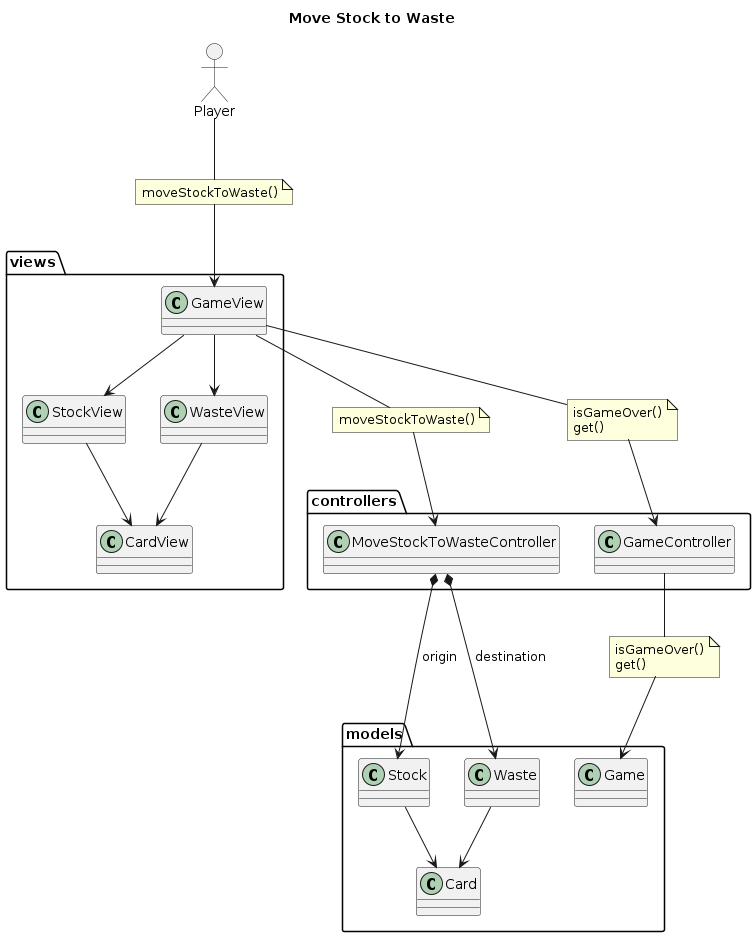 Move Stock to Waste
Player
moveStockToWaste()
views
C GameView
C StockView
C WasteView
moveStockToWaste()
isGameOver()
get()
C CardView
controllers
C MoveStockToWasteController
C GameController
origin
destination
isGameOver()
get()
models
C Stock
C Waste
C Game
C Card